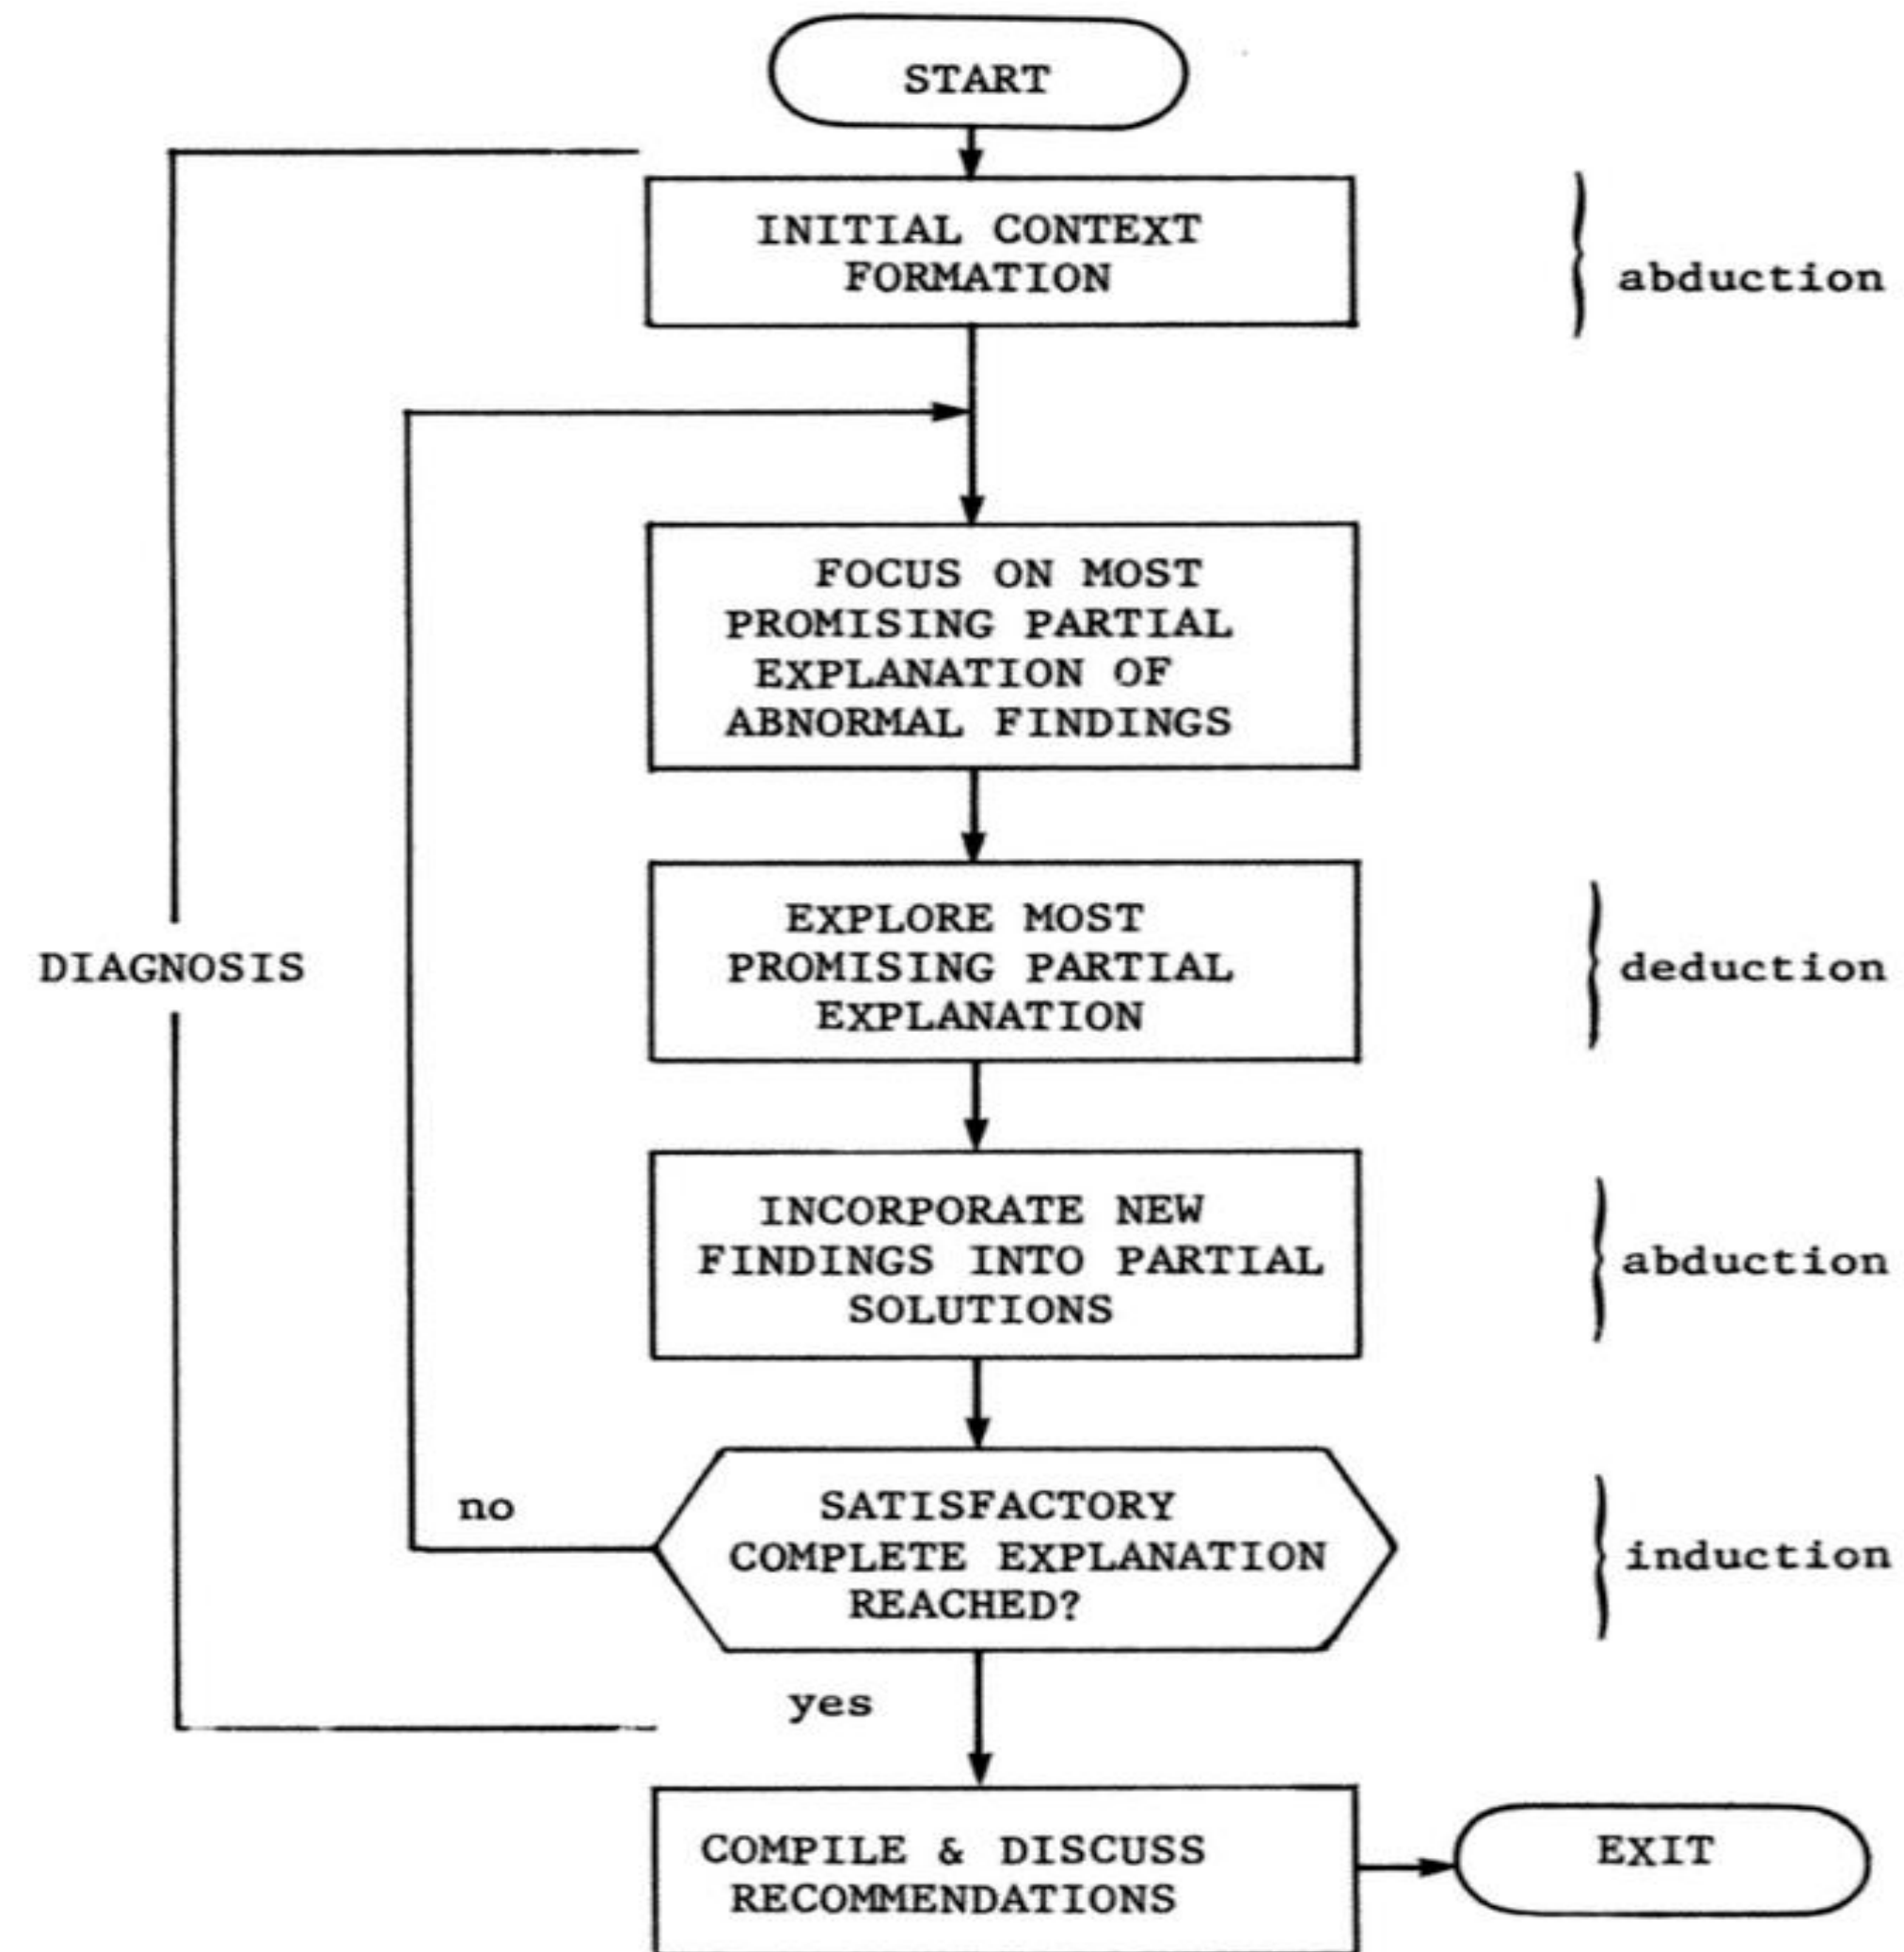 START
INITIAL CONTEXT
FORMATION
abduction
FOCUS ON MOST
PROMISING PARTIAL
EXPLANATION OF
ABNORMAL FINDINGS
EXPLORE MOST
PROMISING PARTIAL
EXPLANATION
deduction
DIAGNOSIS
INCORPORATE NEW
FINDINGS INTO PARTIAL
SOLUTIONS
abduction
no
SATISFACTORY
COMPLETE EXPLANATION
REACHED?
induction
yes
COMPILE & DISCUSS
RECOMMENDATIONS
EXIT